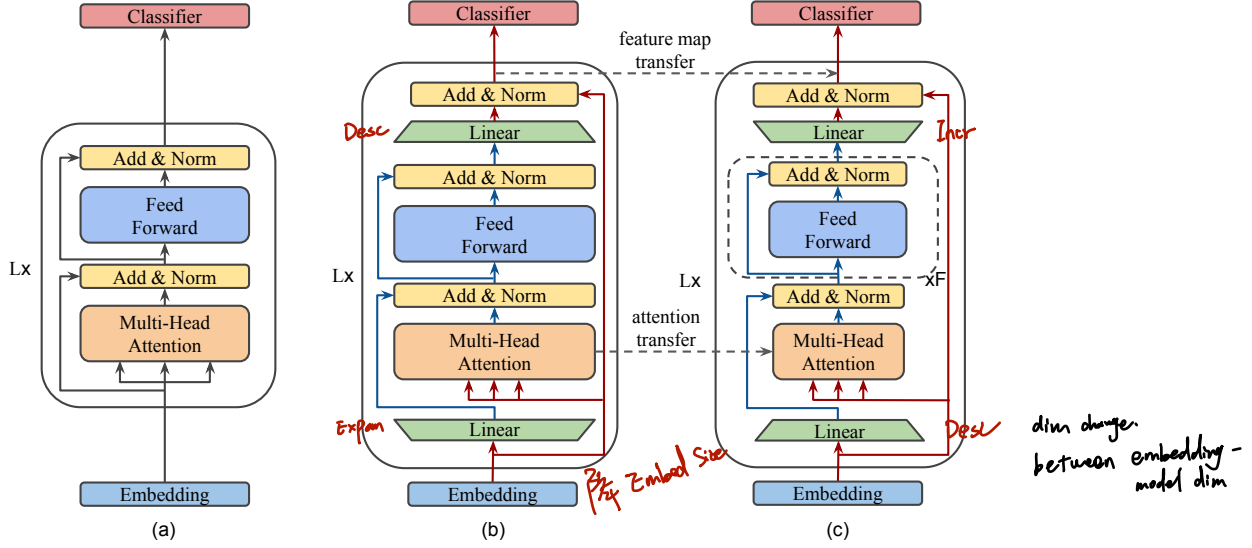 Classifier
Add & Norm
Feed
Forward
Lx
Add & Norm
Multi-Head
Attention
Embedding
(a)
Classifier
Add & Norm
Desc
Linear
Add & Norm
Feed
Forward
Lx
Add & Norm
Multi-Head
Attention
Expan
Linear
Embed Size
Embedding
(b)
feature map
transfer
attention
transfer
Classifier
Add & Norm
Linear
Incr
Add & Norm
Feed
Forward
xF
Lx
Add & Norm
Multi-Head
Attention
Linear
Desc
Embedding
(c)
dim change.
between embedding -
model dim